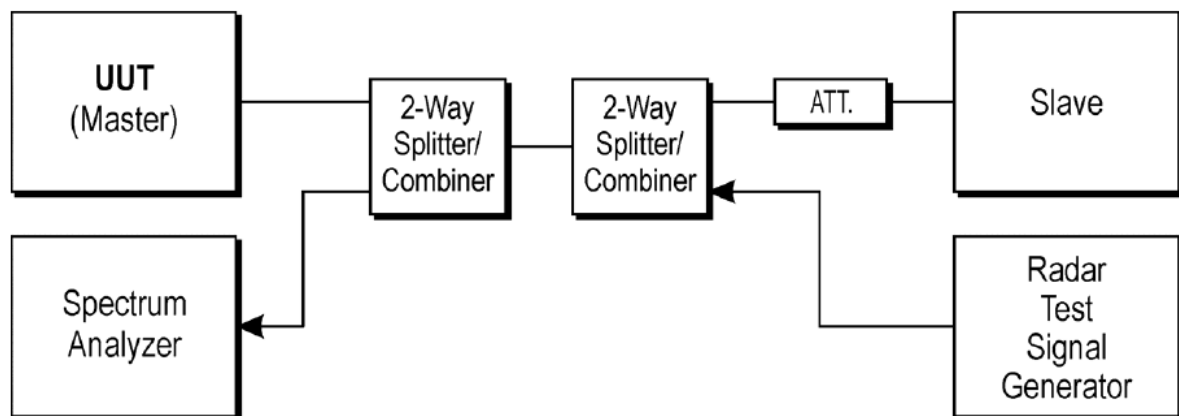 UUT
(Master)
2-Way
Splitter/
Combiner
2-Way
Splitter/
Combiner
ATT.
Slave
Spectrum
Analyzer
Radar
Test
Signal
Generator